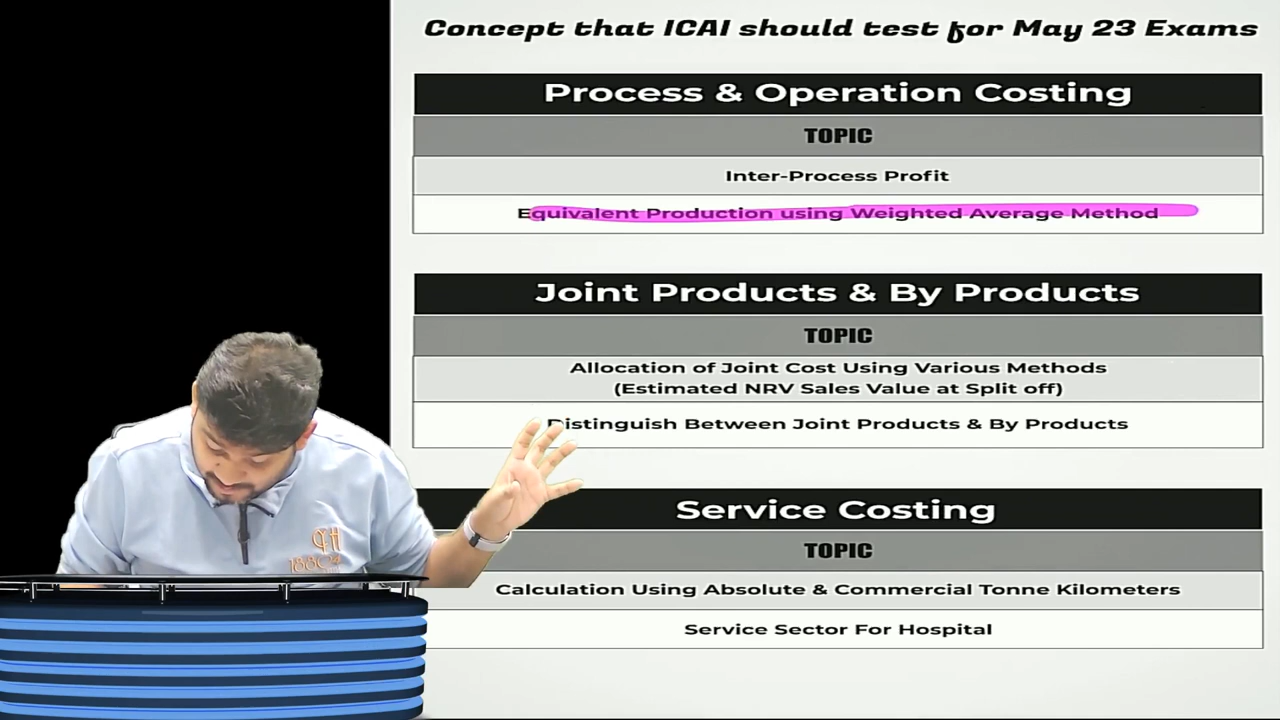 Concept that ICAI should test for May 23 Exams
Process & Operation Costing
TOPIC
Inter-Process Profit
Equivalent Production using Weighted Average Method
Joint Products & By Products
TOPIC
Allocation of Joint Cost Using Various Methods
(Estimated NRV Sales Value at Split off)
Distinguish Between Joint Products & By Products
Service Costing
TOPIC
Calculation Using Absolute & Commercial Tonne Kilometers
Service Sector For Hospital